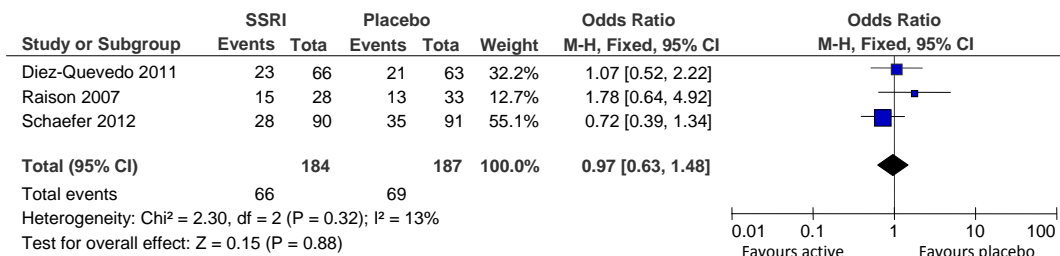 SSRI Placebo Odds Ratio Odds Ratio
Study or Subgroup Events Tota Events Tota Weight M-H, Fixed, 95% CI M-H, Fixed, 95% CI
Diez-Quevedo 2011 23 66 21 63 32.2% 1.07 [0.52, 2.22]
Raison 2007 15 28 13 33 12.7% 1.78 [0.64, 4.92]
Schaefer 2012 28 90 35 91 55.1% 0.72 [0.39, 1.34]
Total (95% CI) 184 187 100.0% 0.97 [0.63, 1.48]
Total events 66 69
Heterogeneity: Chi² = 2.30, df = 2 (P = 0.32); I² = 13%
Test for overall effect: Z = 0.15 (P = 0.88)
0.01 0.1 1 10 100
Favours active Favours placebo